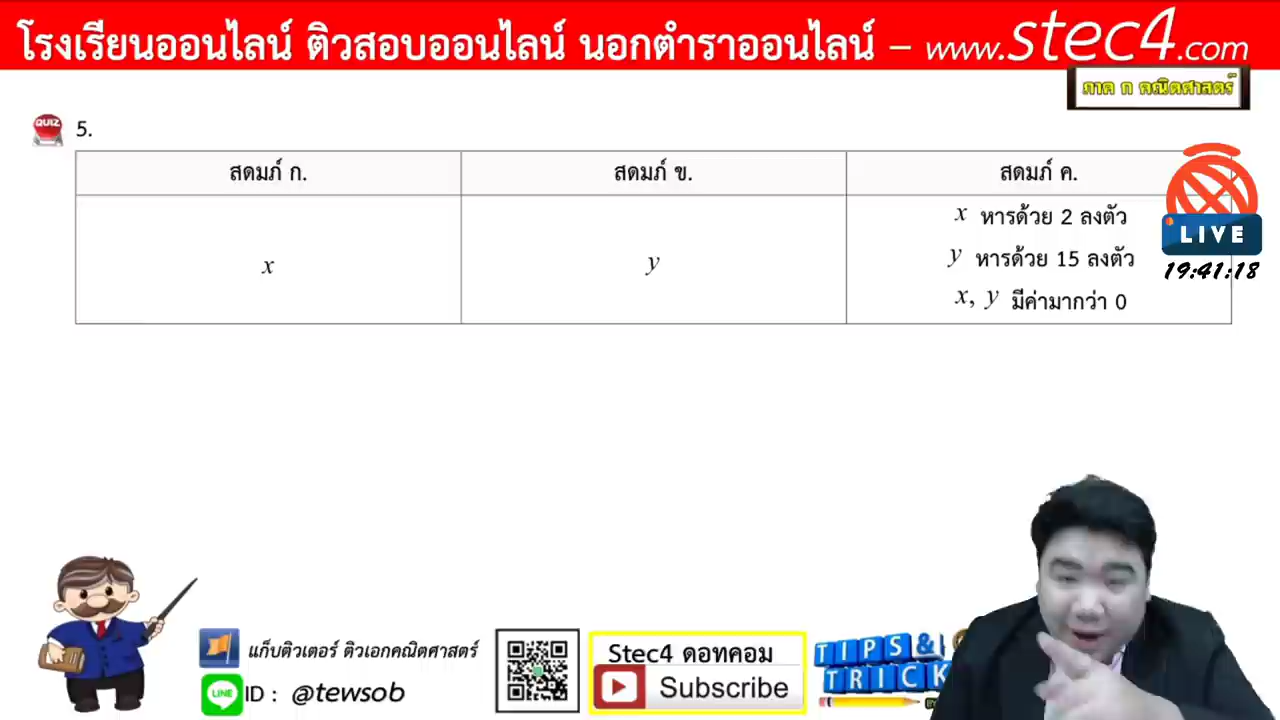 โรงเรียนออนไลน์ ติวสอบออนไลน์ นอกตำราออนไลน์ – www.stec4.com
ภาค ก คณิตศาสตร์
QUIZ
5.
สดมภ์ ก.
สดมภ์ ข.
สดมภ์ ค.
x
y
x หารด้วย 2 ลงตัว
y หารด้วย 15 ลงตัว
x, y มีค่ามากว่า 0
LIVE
19:41:18
แก็บติวเตอร์ ติวเอกคณิตศาสตร์
LINE
ID : @tewsob
Stec4 ดอทคอม
Subscribe
TIPS &
TRICK